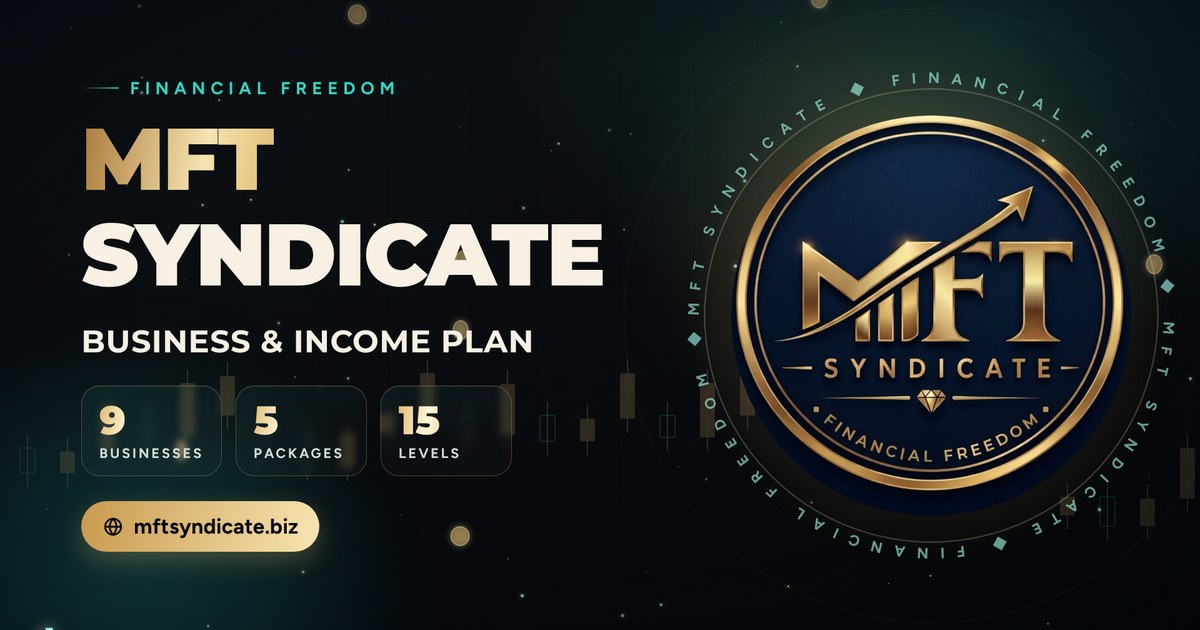 FINANCIAL FREEDOM
MFT
SYNDICATE
BUSINESS & INCOME PLAN
9
BUSINESSES
5
PACKAGES
15
LEVELS
mftsyndicate.biz
MFT SYNDICATE ◆ FINANCIAL FREEDOM ◆ MFT SYNDICATE ◆ FINANCIAL FREEDOM ◆
MFT
SYNDICATE
FINANCIAL FREEDOM